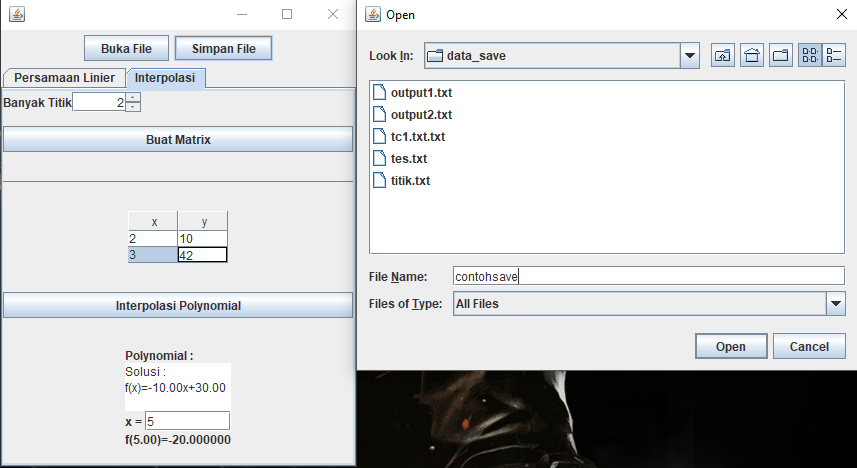 Buka File
Simpan File
Persamaan Linier
Interpolasi
Banyak Titik 2
Buat Matrix
x y
2 10
3 42
Interpolasi Polynomial
Polynomial :
Solusi :
f(x)=-10.00x+30.00
x = 5
f(5.00)=-20.000000
Open
Look In: data_save
output1.txt
output2.txt
tc1.txt.txt
tes.txt
titik.txt
File Name: contohsave
Files of Type: All Files
Open
Cancel